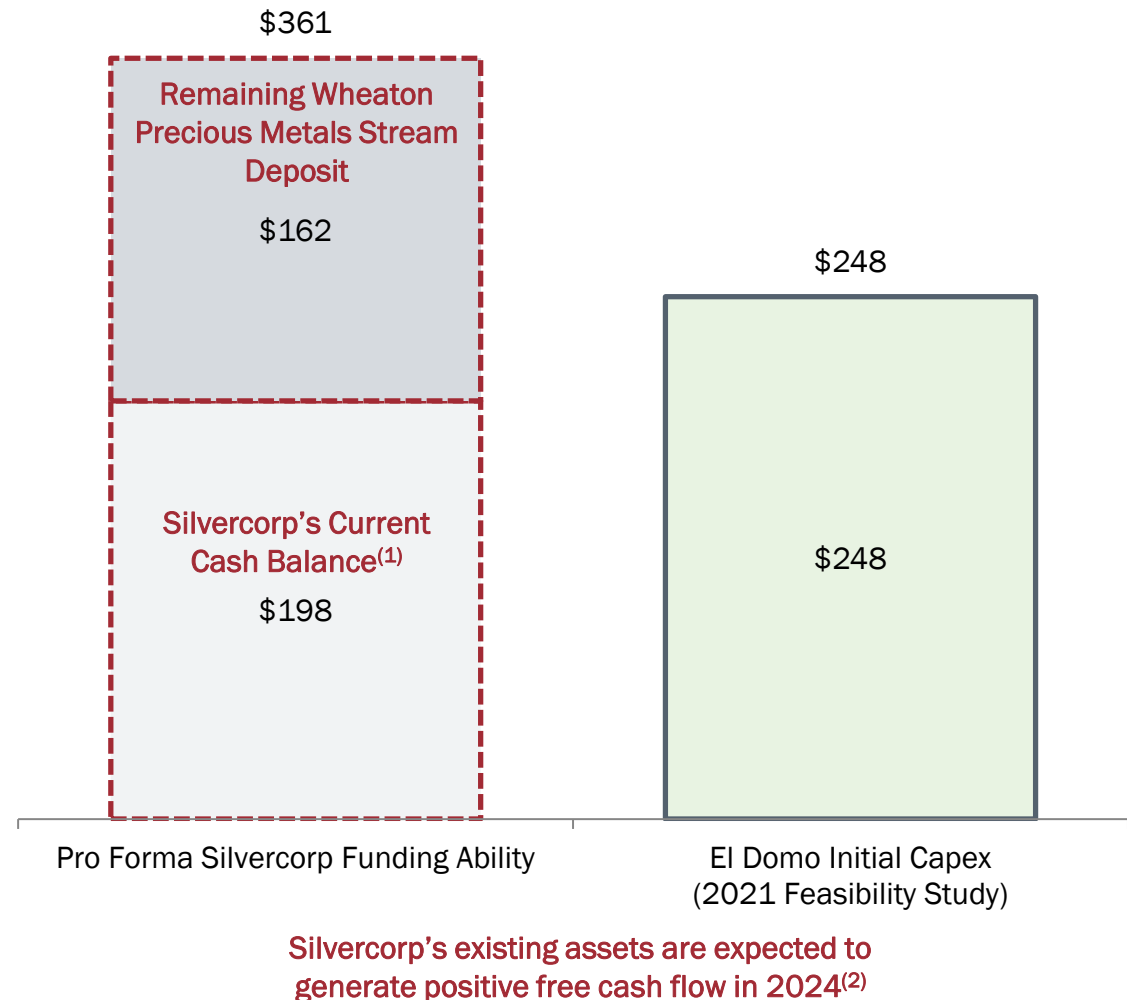 $361
Remaining Wheaton
Precious Metals Stream
Deposit
$162
$248
Silvercorp’s Current
Cash Balance(1)
$198
$248
Pro Forma Silvercorp Funding Ability
El Domo Initial Capex
(2021 Feasibility Study)
Silvercorp’s existing assets are expected to
generate positive free cash flow in 2024(2)